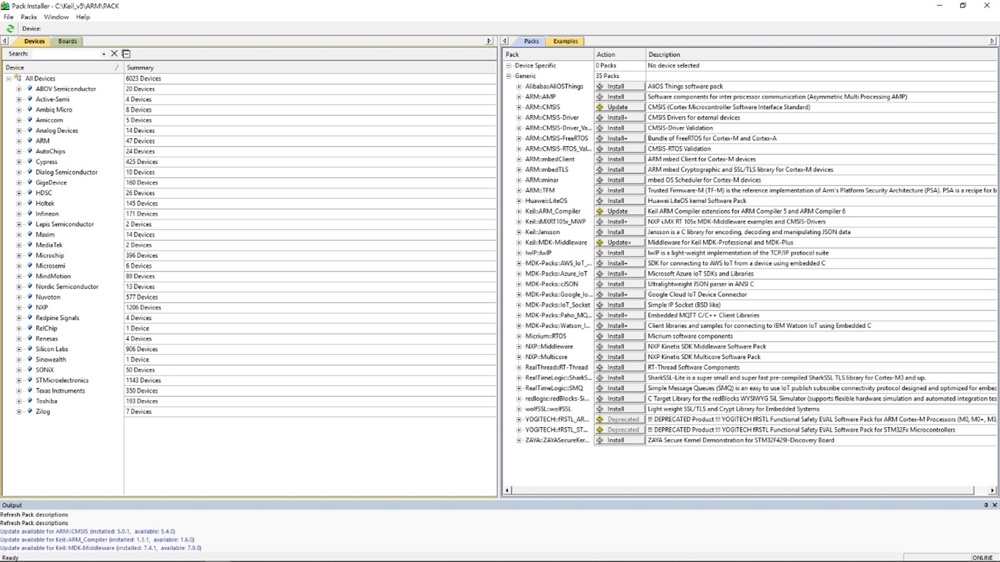 Pack Installer - C:\Keil_v5\ARM\PACK
File Packs Window Help
Device:
Devices Boards
Search:
Device / Summary
All Devices 6023 Devices
ABOV Semiconductor 20 Devices
Active-Semi 4 Devices
Ambiq Micro 8 Devices
Amiccom 5 Devices
Analog Devices 14 Devices
ARM 47 Devices
AutoChips 24 Devices
Cypress 425 Devices
Dialog Semiconductor 10 Devices
GigaDevice 160 Devices
HDSC 26 Devices
Holtek 145 Devices
Infineon 171 Devices
Lapis Semiconductor 2 Devices
Maxim 14 Devices
MediaTek 2 Devices
Microchip 396 Devices
Microsemi 6 Devices
MindMotion 89 Devices
Nordic Semiconductor 13 Devices
Nuvoton 577 Devices
NXP 1206 Devices
Redpine Signals 4 Devices
RelChip 1 Device
Renesas 4 Devices
Silicon Labs 906 Devices
Sinowealth 1 Device
SONiX 50 Devices
STMicroelectronics 1143 Devices
Texas Instruments 350 Devices
Toshiba 193 Devices
Zilog 7 Devices
Packs Examples
Pack Action Description
Device Specific 0 Packs No device selected
Generic 35 Packs
Alibaba::AliOSThings Install AliOS Things software pack
ARM::AMP Install Software components for inter processor communication (Asymmetric Multi Processing AMP)
ARM::CMSIS Update CMSIS (Cortex Microcontroller Software Interface Standard)
ARM::CMSIS-Driver Install+ CMSIS Drivers for external devices
ARM::CMSIS-Driver_Va... Install CMSIS-Driver Validation
ARM::CMSIS-FreeRTOS Install+ Bundle of FreeRTOS for Cortex-M and Cortex-A
ARM::CMSIS-RTOS_Val... Install CMSIS-RTOS Validation
ARM::mbedClient Install ARM mbed Client for Cortex-M devices
ARM::mbedTLS Install ARM mbed Cryptographic and SSL/TLS library for Cortex-M devices
ARM::minar Install mbed OS Scheduler for Cortex-M devices
ARM::TFM Install Trusted Firmware-M (TF-M) is the reference implementation of Arm's Platform Security Architecture (PSA). PSA is a recipe for b
Huawei::LiteOS Install Huawei LiteOS kernel Software Pack
Keil::ARM_Compiler Update Keil ARM Compiler extensions for ARM Compiler 5 and ARM Compiler 6
Keil::iMXRT105x_MWP Install+ NXP i.MX RT 105x MDK-Middleware examples and CMSIS-Drivers
Keil::Jansson Install Jansson is a C library for encoding, decoding and manipulating JSON data
Keil::MDK-Middleware Update+ Middleware for Keil MDK-Professional and MDK-Plus
lwIP::lwIP Install lwIP is a light-weight implementation of the TCP/IP protocol suite
MDK-Packs::AWS_IoT_... Install+ SDK for connecting to AWS IoT from a device using embedded C
MDK-Packs::Azure_IoT Install+ Microsoft Azure IoT SDKs and Libraries
MDK-Packs::cJSON Install Ultralightweight JSON parser in ANSI C
MDK-Packs::Google_Io... Install+ Google Cloud IoT Device Connector
MDK-Packs::IoT_Socket Install Simple IP Socket (BSD like)
MDK-Packs::Paho_MQ... Install+ Embedded MQTT C/C++ Client Libraries
MDK-Packs::Watson_I... Install+ Client libraries and samples for connecting to IBM Watson IoT using Embedded C
Micrium::RTOS Install Micrium software components
NXP::Middleware Install NXP Kinetis SDK Middleware Software Pack
NXP::Multicore Install NXP Kinetis SDK Multicore Software Pack
RealThread::RT-Thread Install RT-Thread Software Components
RealTimeLogic::SharkS... Install SharkSSL-Lite is a super small and super fast pre-compiled SharkSSL TLS library for Cortex-M3 and up.
RealTimeLogic::SMQ Install Simple Message Queues (SMQ) is an easy to use IoT publish subscribe connectivity protocol designed and optimized for embec
redlogix::redBlocks-Si... Install C Target Library for the redBlocks WYSIWYG SiL Simulator (supports flexible hardware simulation and automated integration tes
wolfSSL::wolfSSL Install Light weight SSL/TLS and Crypt Library for Embedded Systems
YOGITECH::fRSTL_AR... Deprecated !!! DEPRECATED Product !!! YOGITECH fRSTL Functional Safety EVAL Software Pack for ARM Cortex-M Processors (M0, M0+, M3,
YOGITECH::fRSTL_ST... Deprecated !!! DEPRECATED Product !!! YOGITECH fRSTL Functional Safety EVAL Software Pack for STM32Fx Microcontrollers
ZAYA::ZAYASecureKer... Install ZAYA Secure Kernel Demonstration for STM32F429I-Discovery Board
Output
Refresh Pack descriptions
Refresh Pack descriptions
Update available for ARM::CMSIS (installed: 5.0.1, available: 5.4.0)
Update available for Keil::ARM_Compiler (installed: 1.3.1, available: 1.6.0)
Update available for Keil::MDK-Middleware (installed: 7.4.1, available: 7.8.0)
Ready ONLINE